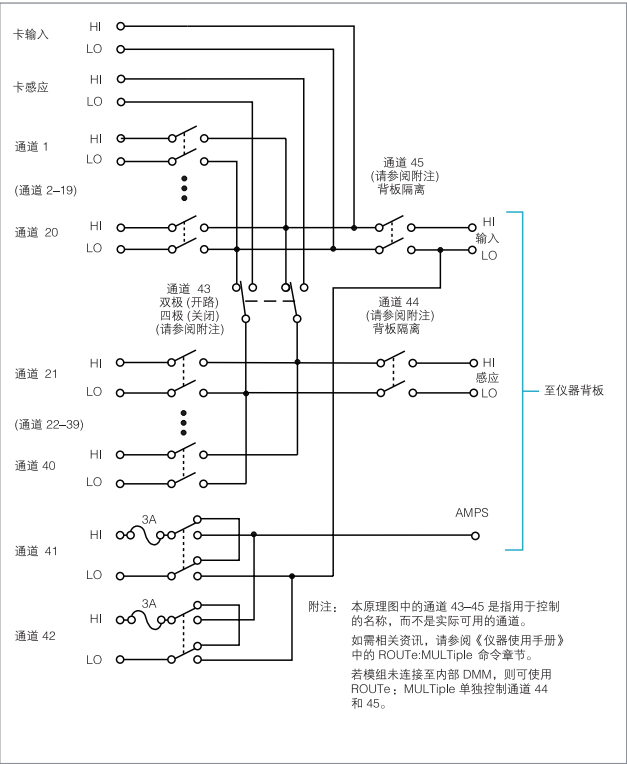 卡输入 HI
LO
卡感应 HI
LO
通道 1 HI
LO
(通道 2–19)
通道 20 HI
LO
通道 45
(请参阅附注)
背板隔离
HI
输入
LO
通道 43
双极 (开路)
四极 (关闭)
(请参阅附注)
通道 44
(请参阅附注)
背板隔离
通道 21 HI
LO
HI
感应
LO
至仪器背板
(通道 22–39)
通道 40 HI
LO
AMPS
3A
通道 41 HI
LO
3A
通道 42 HI
LO
附注： 本原理图中的通道 43–45 是指用于控制
的名称，而不是实际可用的通道。
如需相关资讯，请参阅《仪器使用手册》
中的 ROUTe:MULTiple 命令章节。
若模组未连接至内部 DMM，则可使用
ROUTe：MULTiple 单独控制通道 44
和 45。